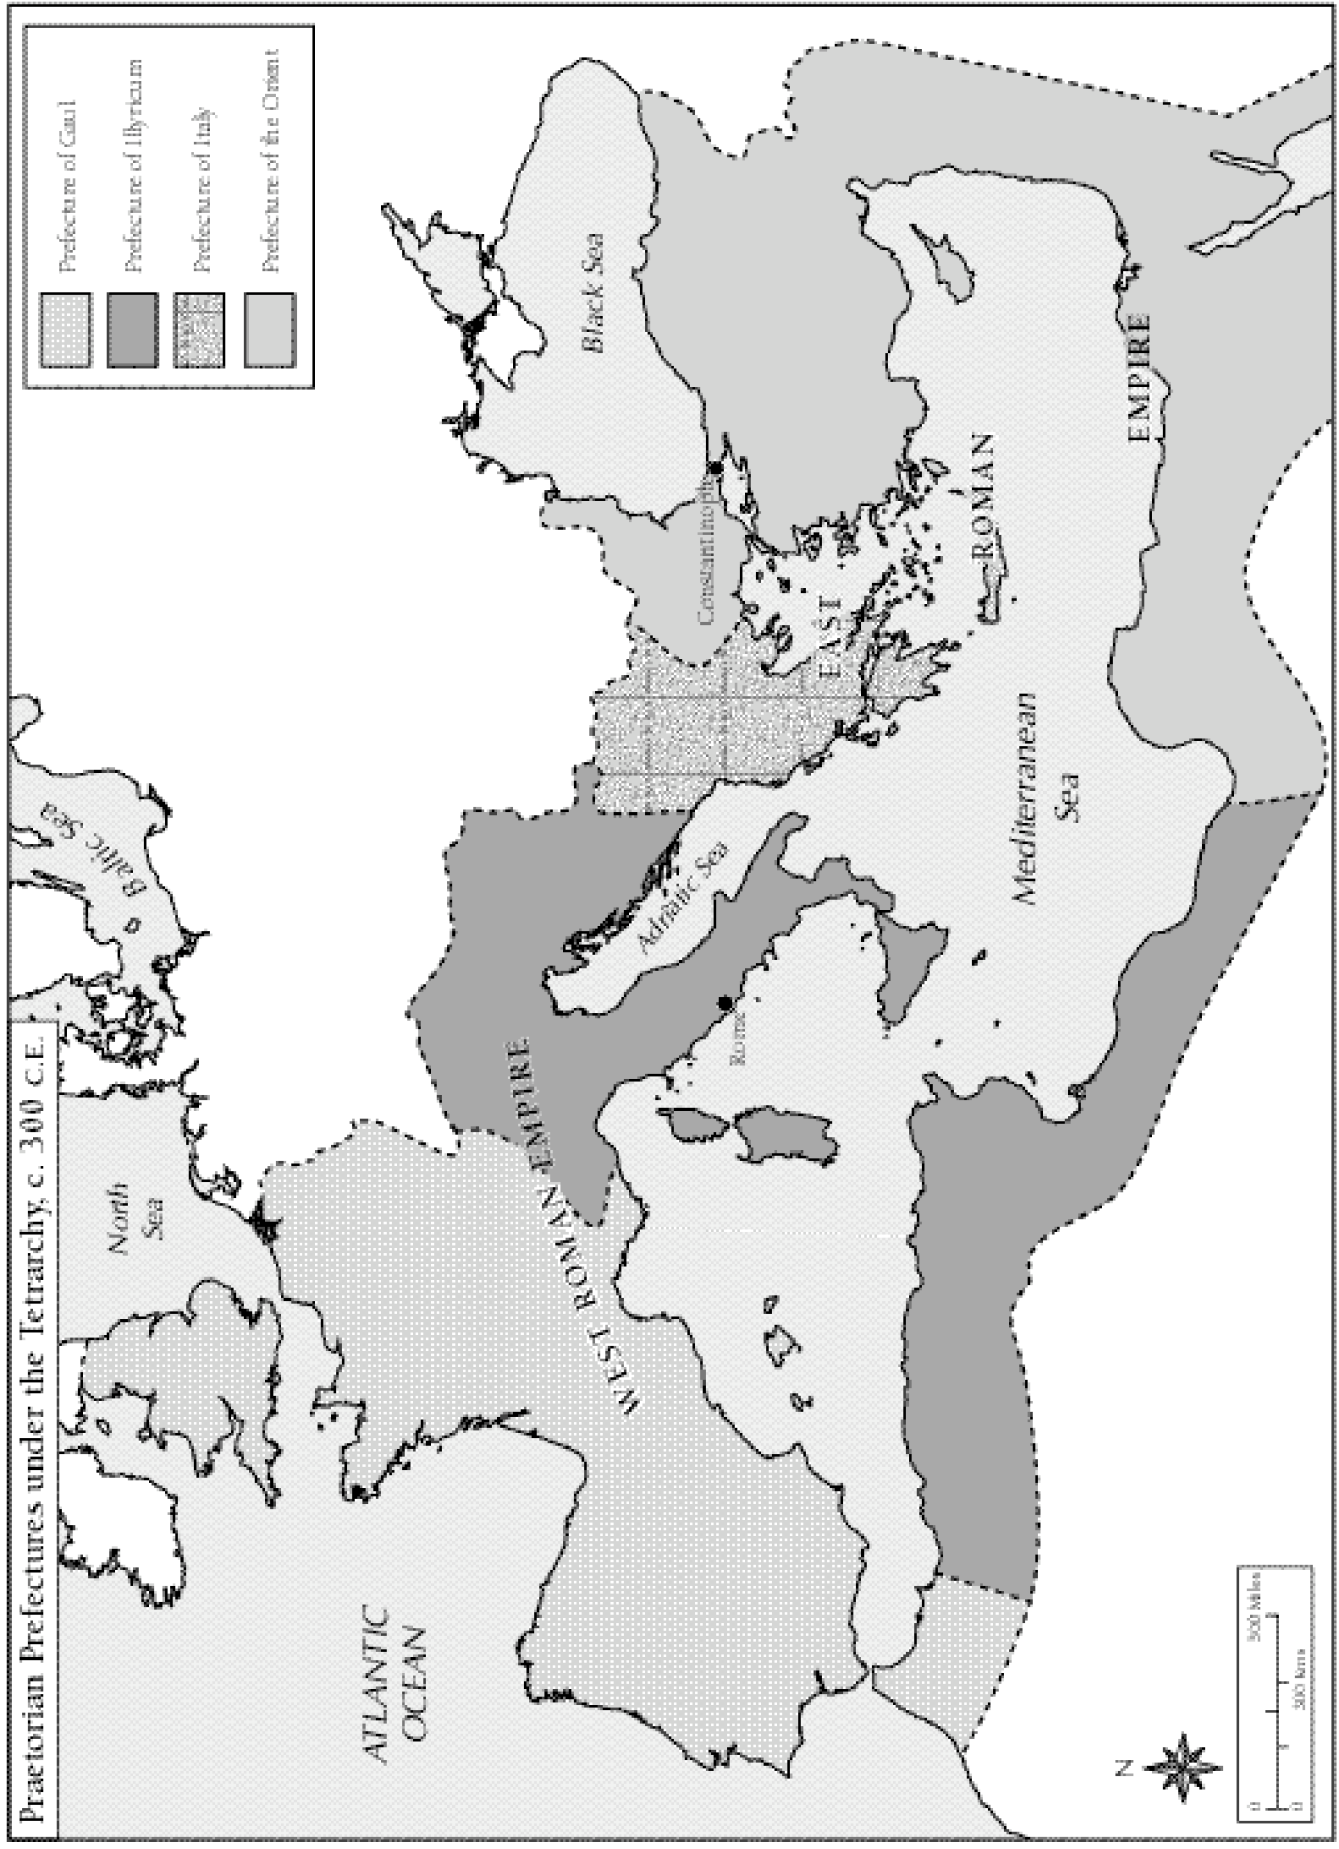 Praetorian Prefectures under the Tetrarchy, c. 300 C.E.
Prefecture of Gaul
Prefecture of Illyricum
Prefecture of Italy
Prefecture of the Orient
North
Sea
Baltic Sea
ATLANTIC
OCEAN
WEST ROMAN EMPIRE
Black Sea
Constantinople
Adriatic Sea
Rome
EAST
ROMAN
EMPIRE
Mediterranean
Sea
N
0 300 Miles
0 300 kms